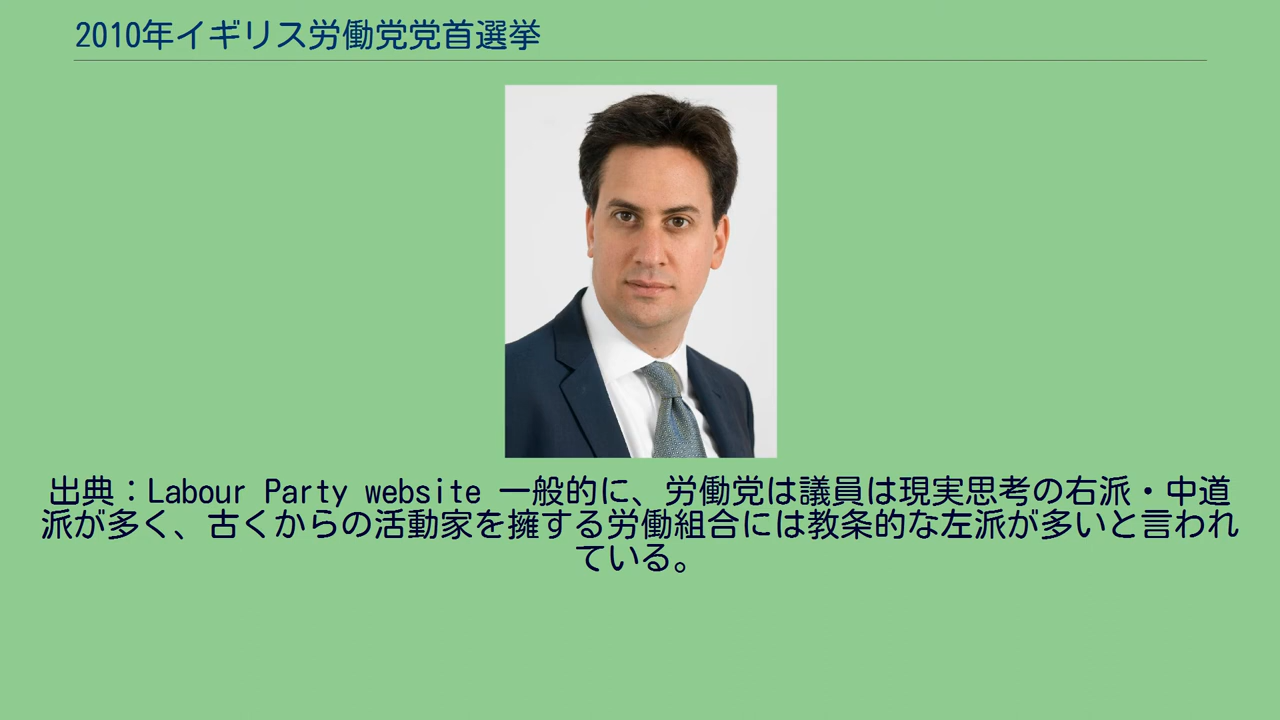 2010年イギリス労働党党首選挙
出典：Labour Party website 一般的に、労働党は議員は現実思考の右派・中道
派が多く、古くからの活動家を擁する労働組合には教条的な左派が多いと言われ
ている。